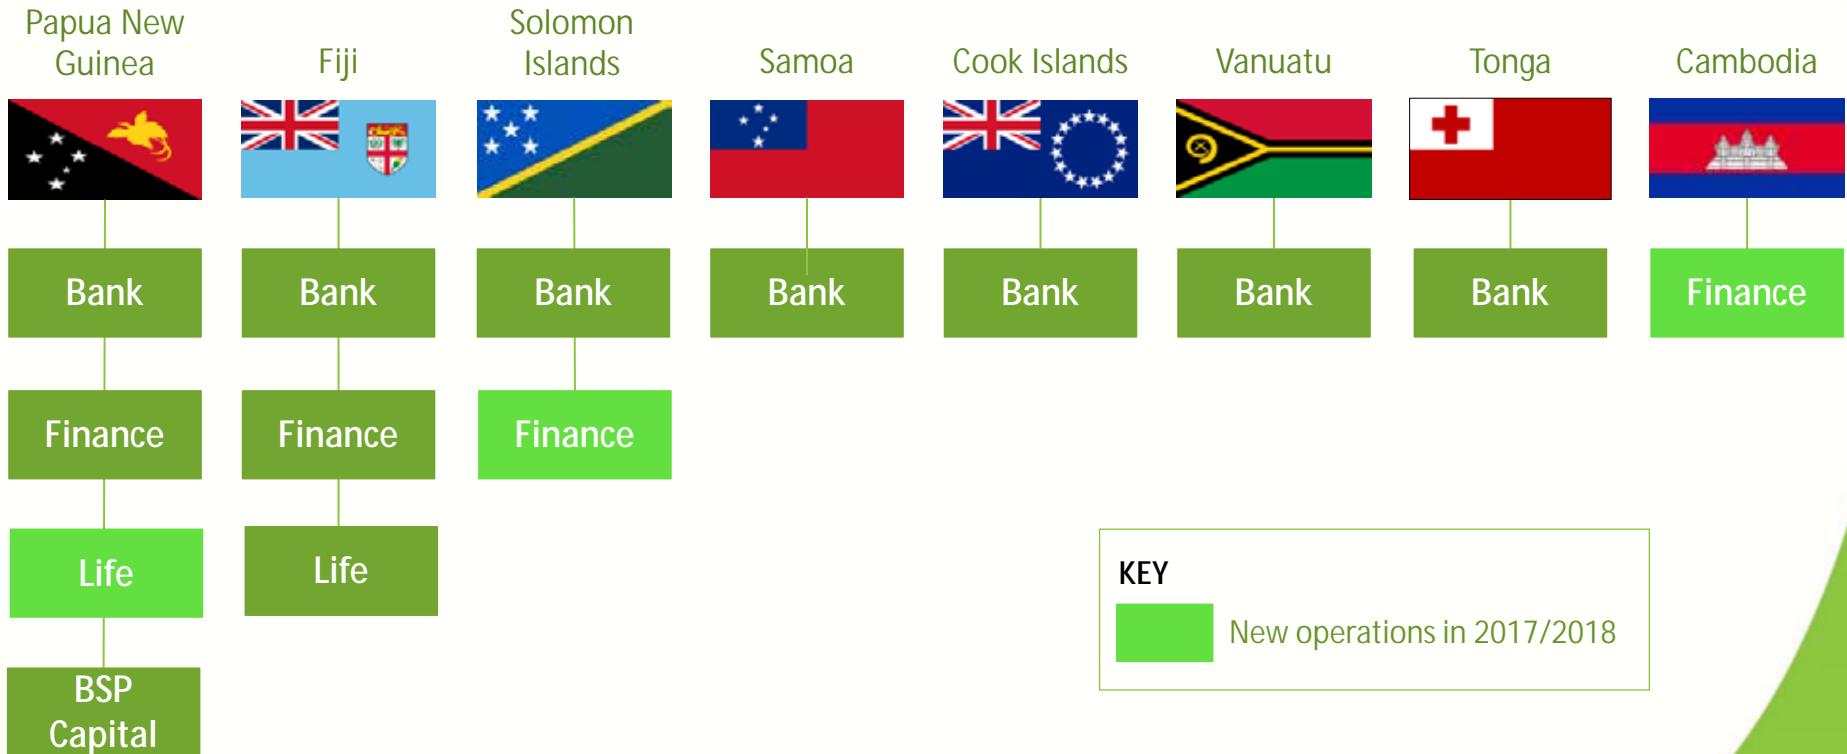 Papua New
Guinea
Fiji
Solomon
Islands
Samoa
Cook Islands
Vanuatu
Tonga
Cambodia
Bank
Bank
Bank
Bank
Bank
Bank
Bank
Finance
Finance
Finance
Finance
Life
Life
BSP
Capital
KEY
New operations in 2017/2018